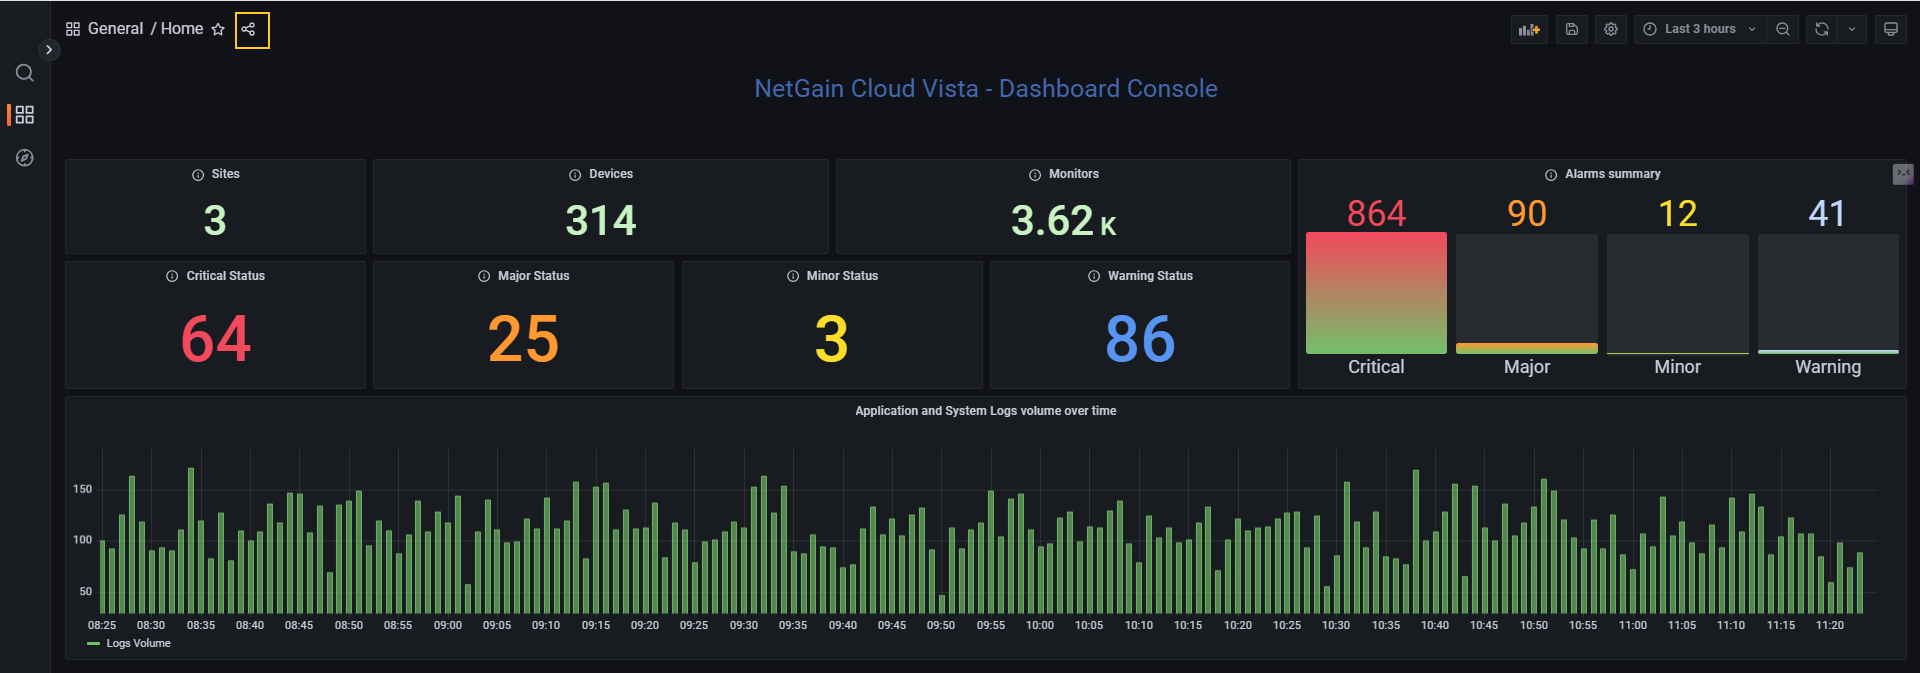 General / Home
Last 3 hours
NetGain Cloud Vista - Dashboard Console
Sites
3
Devices
314
Monitors
3.62 K
Alarms summary
864 90 12 41
Critical Major Minor Warning
Critical Status
64
Major Status
25
Minor Status
3
Warning Status
86
Application and System Logs volume over time
150
100
50
08:25 08:30 08:35 08:40 08:45 08:50 08:55 09:00 09:05 09:10 09:15 09:20 09:25 09:30 09:35 09:40 09:45 09:50 09:55 10:00 10:05 10:10 10:15 10:20 10:25 10:30 10:35 10:40 10:45 10:50 10:55 11:00 11:05 11:10 11:15 11:20
Logs Volume